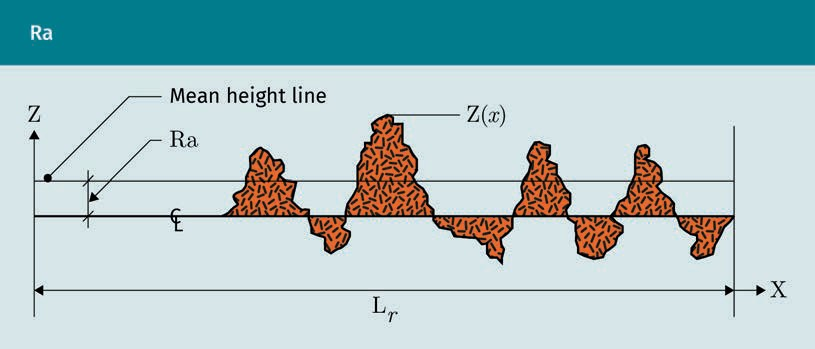 Ra
Mean height line
Z
Z(x)
Ra
℄
X
L_r